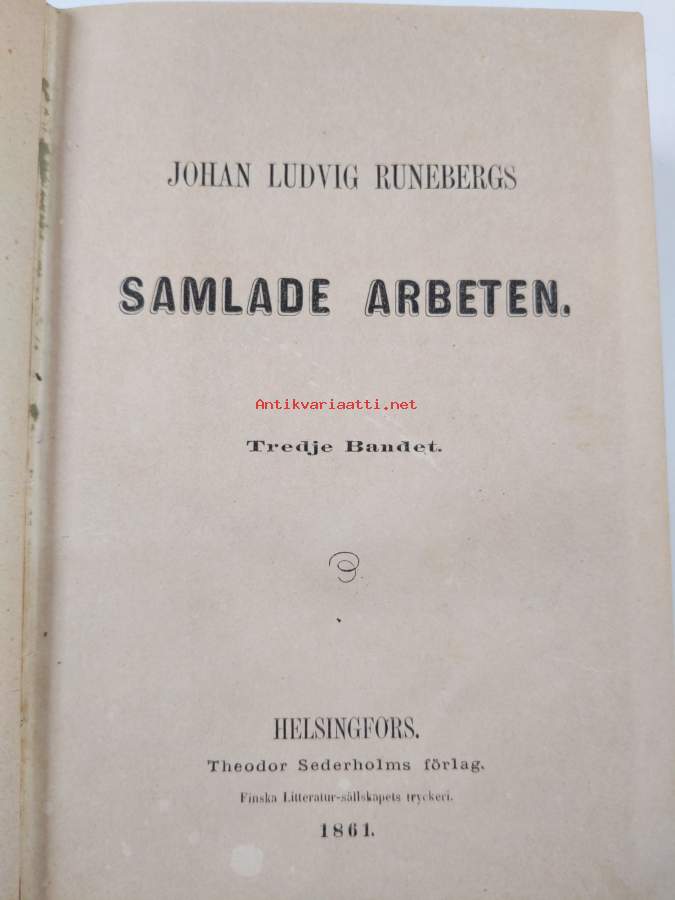 JOHAN LUDVIG RUNEBERGS
SAMLADE ARBETEN.
Antikvariaatti.net
Tredje Bandet.
HELSINGFORS.
Theodor Sederholms förlag.
Finska Litteratur-sällskapets tryckeri.
1861.